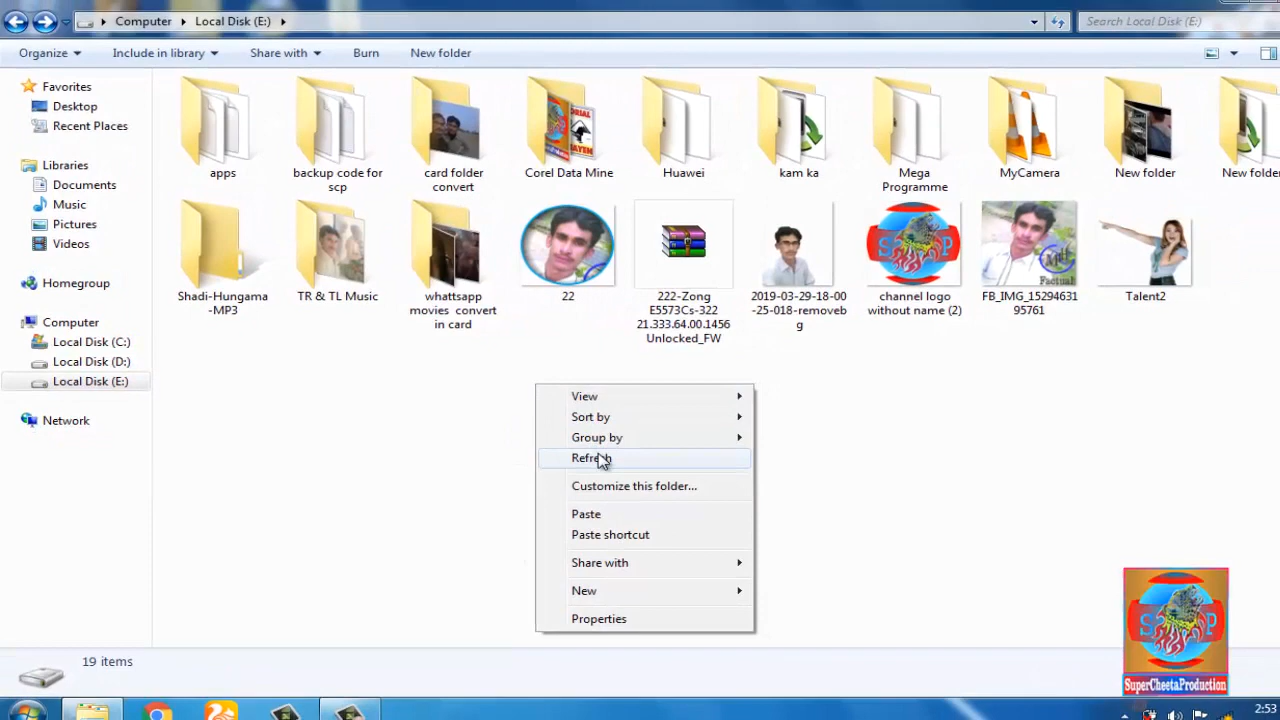 Computer Local Disk (E:) Search Local Disk (E:)
Organize Include in library Share with Burn New folder
Favorites
Desktop
Recent Places
Libraries
Documents
Music
Pictures
Videos
Homegroup
Computer
Local Disk (C:)
Local Disk (D:)
Local Disk (E:)
Network
apps
backup code for
scp
card folder
convert
Corel Data Mine
Huawei
kam ka
Mega
Programme
MyCamera
New folder
New folder
Shadi-Hungama
-MP3
TR & TL Music
whattsapp
movies convert
in card
22
222-Zong
E5573Cs-322
21.333.64.00.1456
Unlocked_FW
2019-03-29-18-00
-25-018-removeb
g
channel logo
without name (2)
FB_IMG_15294631
95761
Talent2
View
Sort by
Group by
Refresh
Customize this folder...
Paste
Paste shortcut
Share with
New
Properties
19 items
SuperCheetaProduction
2:53